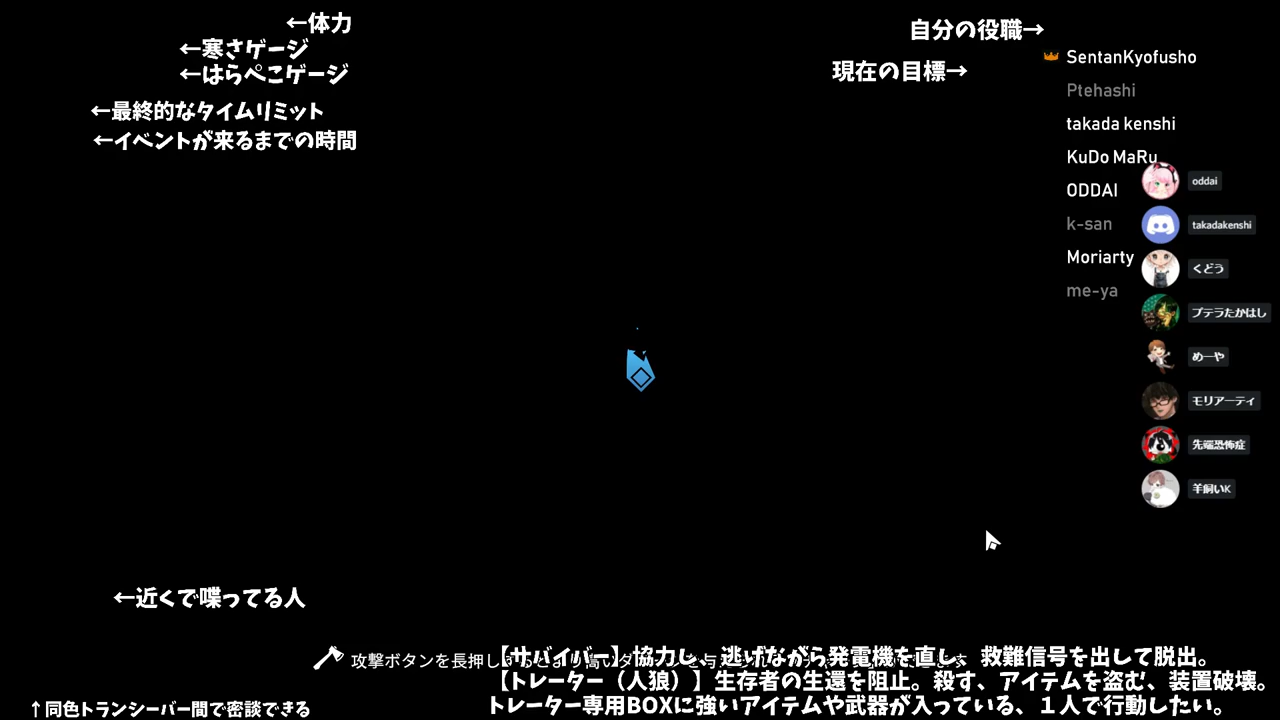 ←体力
←寒さゲージ
←はらぺこゲージ
←最終的なタイムリミット
←イベントが来るまでの時間
自分の役職→
現在の目標→
SentanKyofusho
Ptehashi
takada kenshi
KuDo MaRu
ODDAI
k-san
Moriarty
me-ya
oddai
takadakenshi
くどう
プテラたかはし
めーや
モリアーティ
先端恐怖症
羊飼いK
←近くで喋ってる人
攻撃ボタンを長押し
【サバイバー】協力し、逃げながら発電機を直し、救難信号を出して脱出。
【トレーター（人狼）】生存者の生還を阻止。殺す、アイテムを盗む、装置破壊。
トレーター専用BOXに強いアイテムや武器が入っている、１人で行動したい。
↑同色トランシーバー間で密談できる